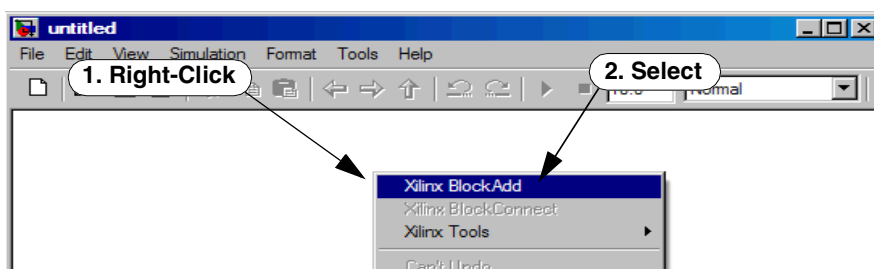 untitled
File Edit View Simulation Format Tools Help
1. Right-Click
2. Select
Normal
Xilinx BlockAdd
Xilinx BlockConnect
Xilinx Tools
Can't Undo